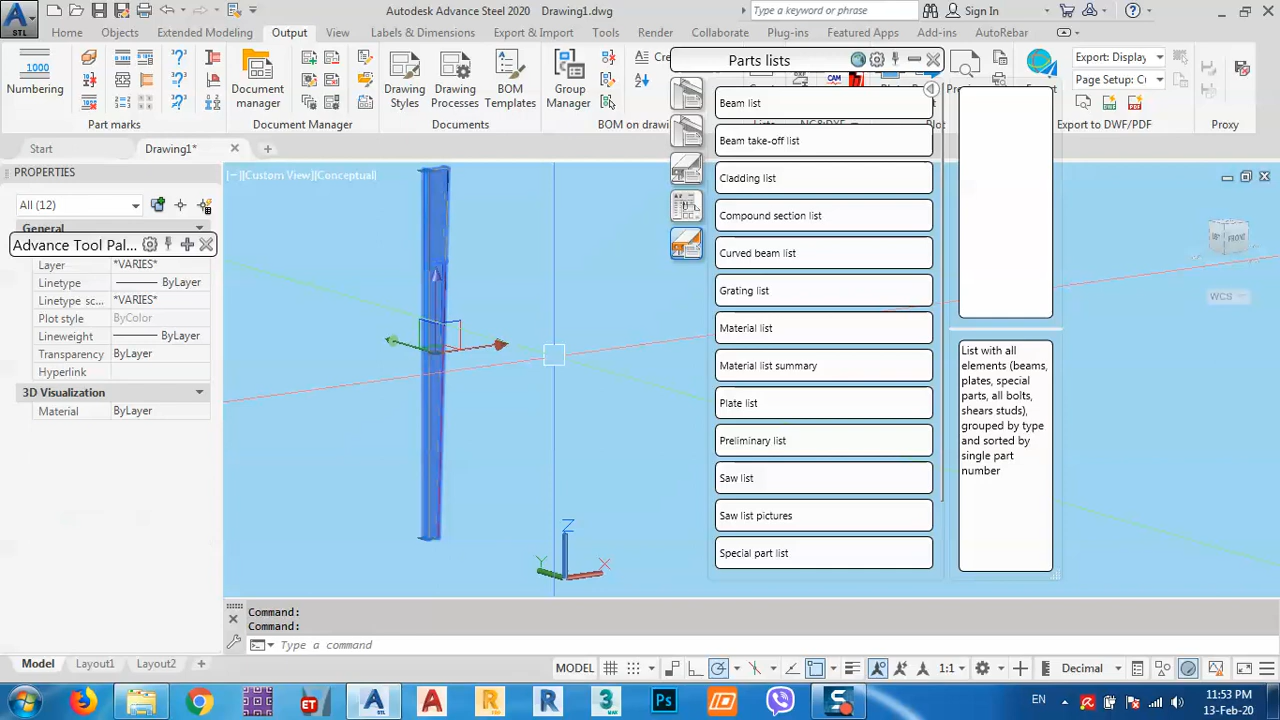 Autodesk Advance Steel 2020 Drawing1.dwg
Type a keyword or phrase
Sign In
STL
Home Objects Extended Modeling Output View Labels & Dimensions Export & Import Tools Render Collaborate Plug-ins Featured Apps Add-ins AutoRebar
Parts lists
Export: Display
Page Setup: C
Numbering
Document
manager
Drawing
Styles
Drawing
Processes
BOM
Templates
Group
Manager
Part marks
Document Manager
Documents
BOM on drawin
Export to DWF/PDF
Proxy
Start
Drawing1*
PROPERTIES
All (12)
General
Advance Tool Pal...
Layer *VARIES*
Linetype ByLayer
Linetype sc... *VARIES*
Plot style ByColor
Lineweight ByLayer
Transparency ByLayer
Hyperlink
3D Visualization
Material ByLayer
[−][Custom View][Conceptual]
Beam list
Beam take-off list
Cladding list
Compound section list
Curved beam list
Grating list
Material list
Material list summary
Plate list
Preliminary list
Saw list
Saw list pictures
Special part list
List with all
elements (beams,
plates, special
parts, all bolts,
shears studs),
grouped by type
and sorted by
single part
number
FRONT
WCS
Z
Y
X
Command:
Command:
Type a command
Model Layout1 Layout2
MODEL
1:1
Decimal
EN
11:53 PM
13-Feb-20